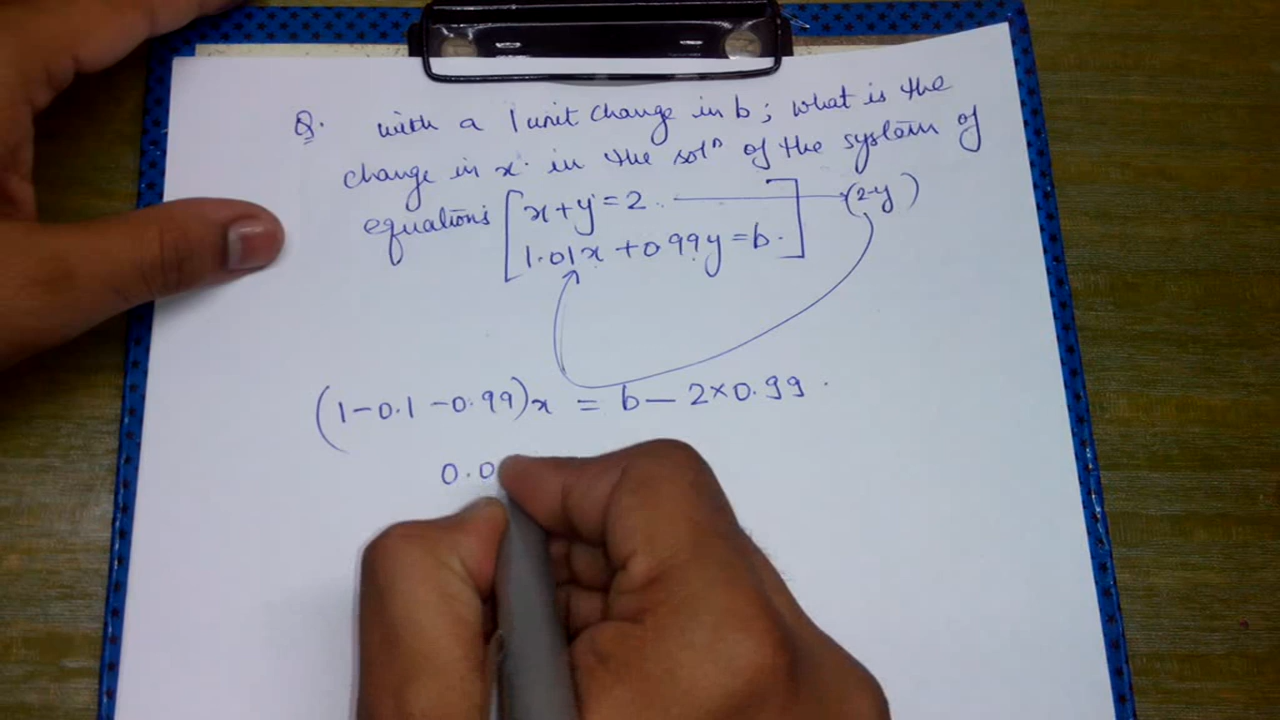 Q. with a 1 unit change in b; what is the
change in x in the solⁿ of the system of
equations [x+y=2 (2-y)
1.01x+0.99y=b.]
(1-0.1-0.99)x = b-2×0.99.
0.0